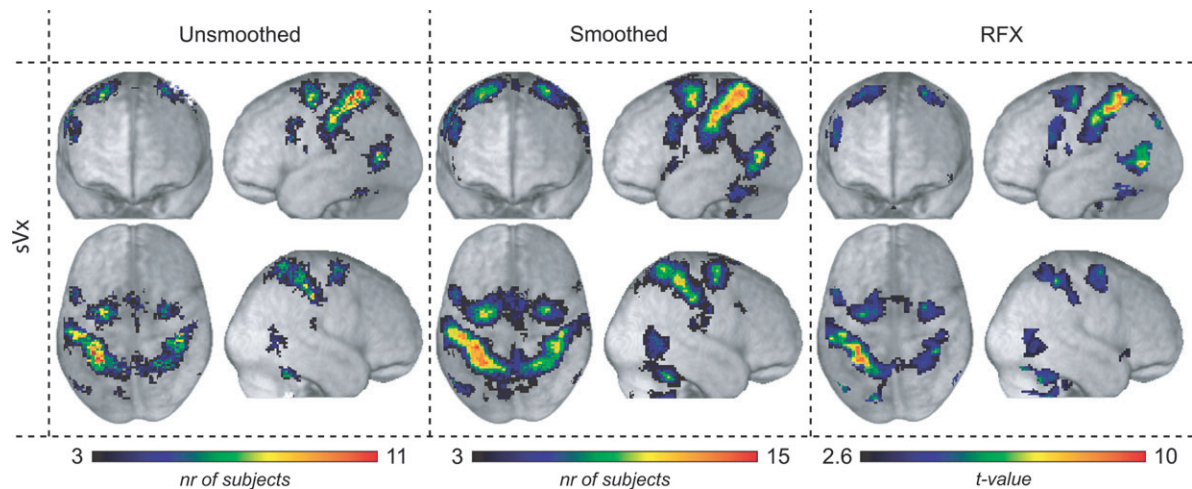 Unsmoothed
Smoothed
RFX
sVx
3
11
nr of subjects
3
15
nr of subjects
2.6
10
t-value